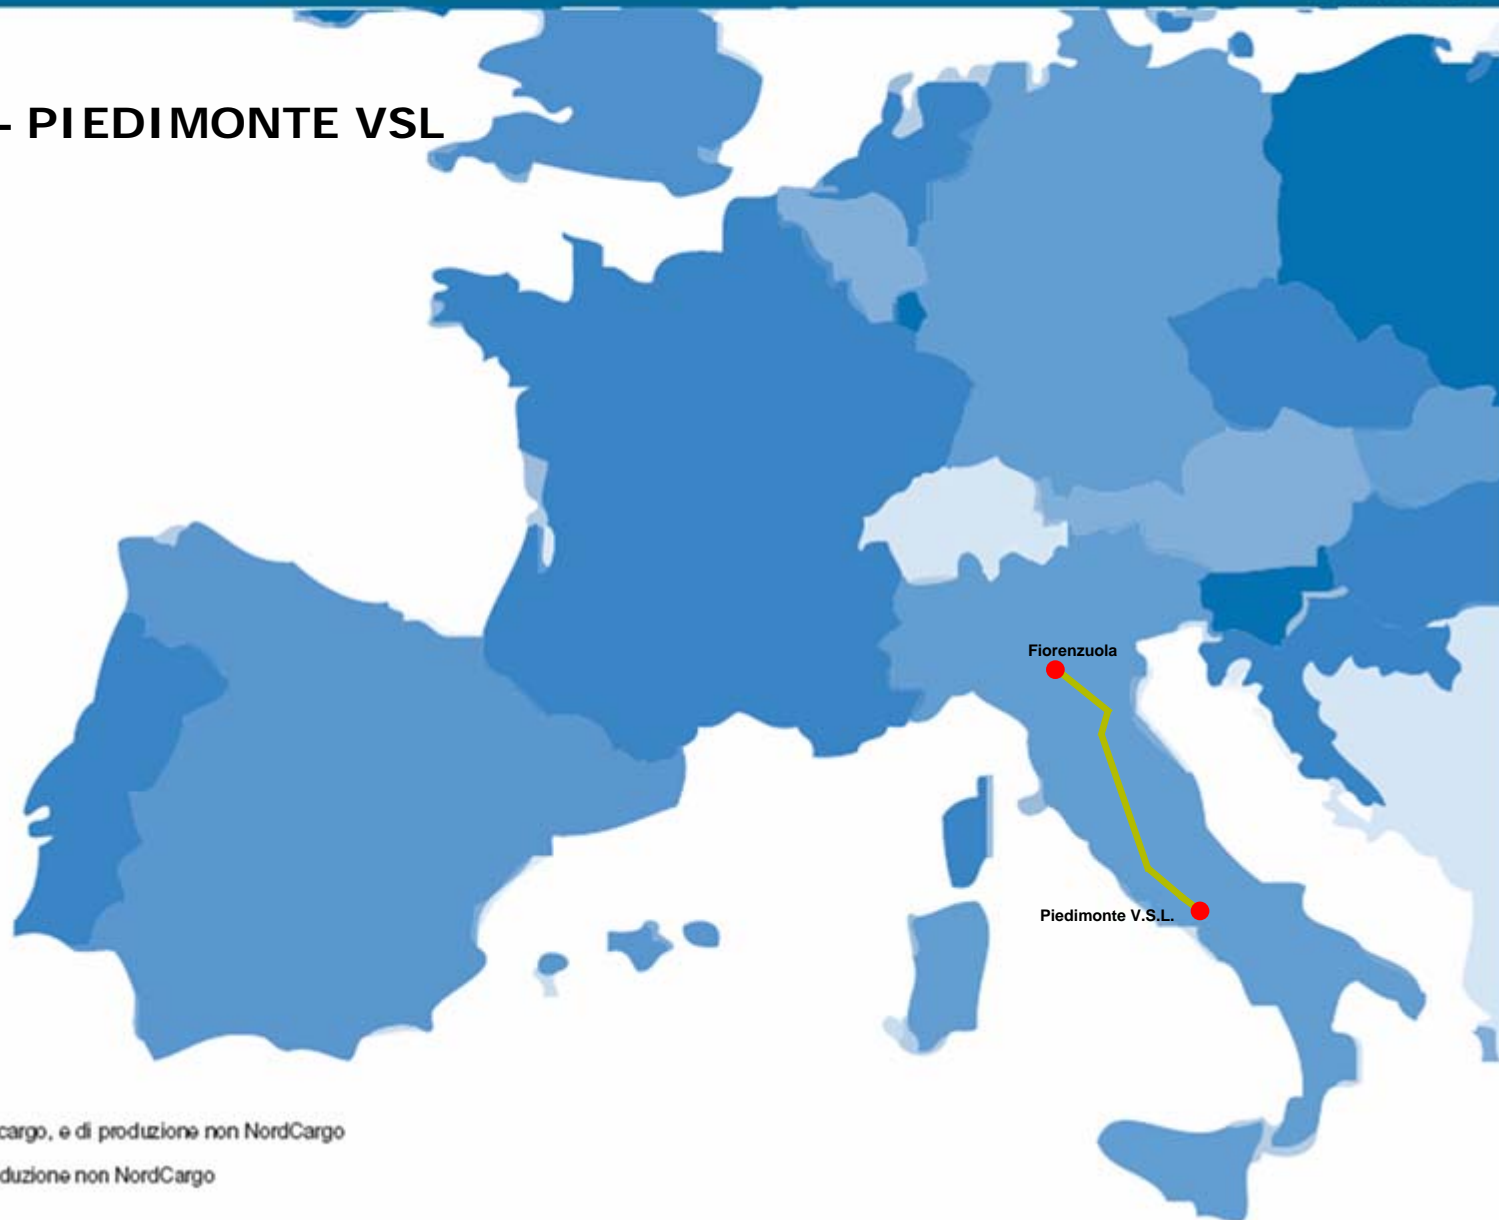 - PIEDIMONTE VSL
Fiorenzuola
Piedimonte V.S.L.
cargo, e di produzione non NordCargo
duzione non NordCargo